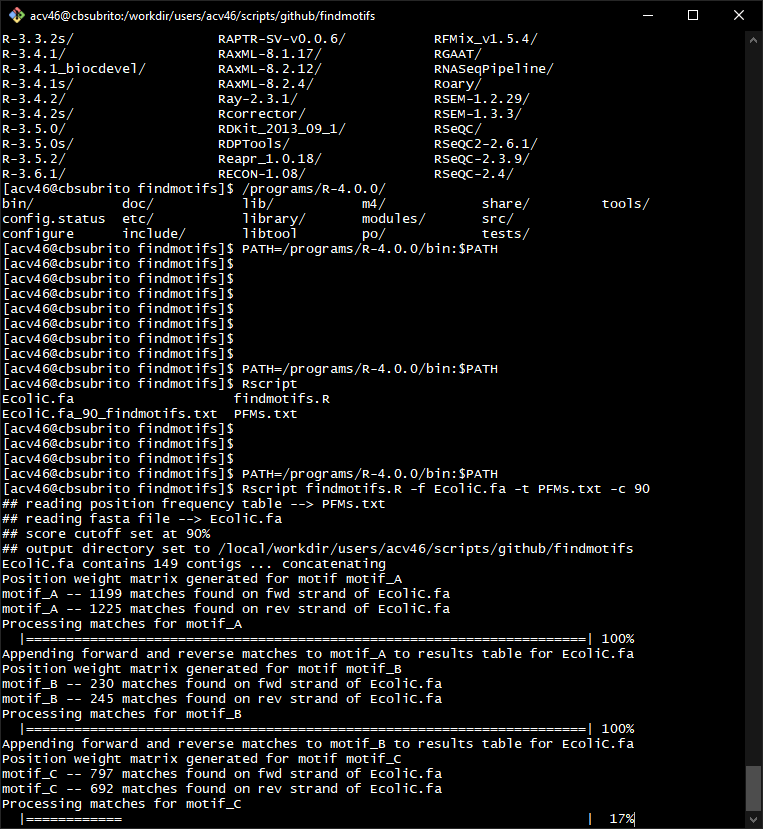 acv46@cbsubrito:/workdir/users/acv46/scripts/github/findmotifs
R-3.3.2s/ RAPTR-SV-v0.0.6/ RFMix_v1.5.4/
R-3.4.1/ RAxML-8.1.17/ RGAAT/
R-3.4.1_biocdevel/ RAxML-8.2.12/ RNASeqPipeline/
R-3.4.1s/ RAxML-8.2.4/ Roary/
R-3.4.2/ Ray-2.3.1/ RSEM-1.2.29/
R-3.4.2s/ Rcorrector/ RSEM-1.3.3/
R-3.5.0/ RDKit_2013_09_1/ RSeQC/
R-3.5.0s/ RDPTools/ RSeQC2-2.6.1/
R-3.5.2/ Reapr_1.0.18/ RSeQC-2.3.9/
R-3.6.1/ RECON-1.08/ RSeQC-2.4/
[acv46@cbsubrito findmotifs]$ /programs/R-4.0.0/
bin/ doc/ lib/ m4/ share/ tools/
config.status etc/ library/ modules/ src/
configure include/ libtool po/ tests/
[acv46@cbsubrito findmotifs]$ PATH=/programs/R-4.0.0/bin:$PATH
[acv46@cbsubrito findmotifs]$
[acv46@cbsubrito findmotifs]$
[acv46@cbsubrito findmotifs]$
[acv46@cbsubrito findmotifs]$
[acv46@cbsubrito findmotifs]$
[acv46@cbsubrito findmotifs]$
[acv46@cbsubrito findmotifs]$
[acv46@cbsubrito findmotifs]$ PATH=/programs/R-4.0.0/bin:$PATH
[acv46@cbsubrito findmotifs]$ Rscript
EcoliC.fa findmotifs.R
EcoliC.fa_90_findmotifs.txt PFMs.txt
[acv46@cbsubrito findmotifs]$
[acv46@cbsubrito findmotifs]$
[acv46@cbsubrito findmotifs]$
[acv46@cbsubrito findmotifs]$ PATH=/programs/R-4.0.0/bin:$PATH
[acv46@cbsubrito findmotifs]$ Rscript findmotifs.R -f EcoliC.fa -t PFMs.txt -c 90
## reading position frequency table --> PFMs.txt
## reading fasta file --> EcoliC.fa
## score cutoff set at 90%
## output directory set to /local/workdir/users/acv46/scripts/github/findmotifs
EcoliC.fa contains 149 contigs ... concatenating
Position weight matrix generated for motif motif_A
motif_A -- 1199 matches found on fwd strand of EcoliC.fa
motif_A -- 1225 matches found on rev strand of EcoliC.fa
Processing matches for motif_A
|======================================================================| 100%
Appending forward and reverse matches to motif_A to results table for EcoliC.fa
Position weight matrix generated for motif motif_B
motif_B -- 230 matches found on fwd strand of EcoliC.fa
motif_B -- 245 matches found on rev strand of EcoliC.fa
Processing matches for motif_B
|======================================================================| 100%
Appending forward and reverse matches to motif_B to results table for EcoliC.fa
Position weight matrix generated for motif motif_C
motif_C -- 797 matches found on fwd strand of EcoliC.fa
motif_C -- 692 matches found on rev strand of EcoliC.fa
Processing matches for motif_C
|============ | 17%